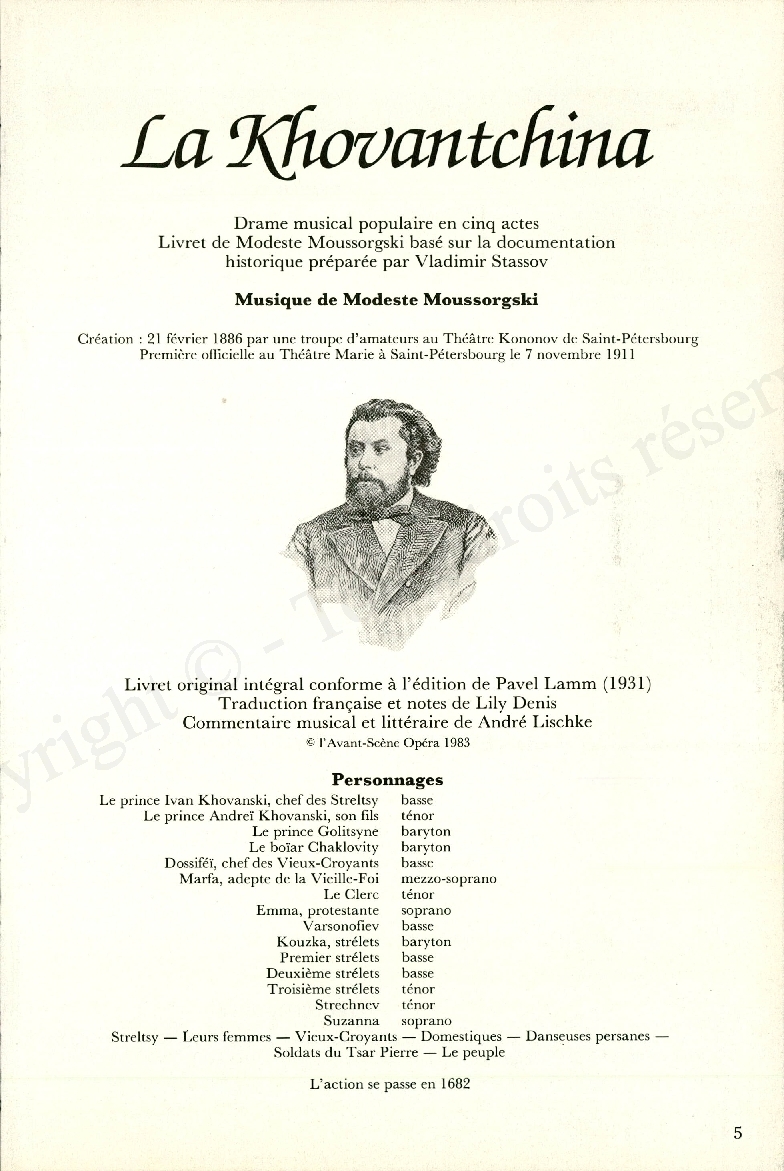 La Khovantchina
Drame musical populaire en cinq actes
Livret de Modeste Moussorgski basé sur la documentation
historique préparée par Vladimir Stassov
Musique de Modeste Moussorgski
Création : 21 février 1886 par une troupe d'amateurs au Théâtre Kononov de Saint-Pétersbourg
Première officielle au Théâtre Marie à Saint-Pétersbourg le 7 novembre 1911
Livret original intégral conforme à l'édition de Pavel Lamm (1931)
Traduction française et notes de Lily Denis
Commentaire musical et littéraire de André Lischke
© l'Avant-Scène Opéra 1983
Personnages
Le prince Ivan Khovanski, chef des Streltsy basse
Le prince Andreï Khovanski, son fils ténor
Le prince Golitsyne baryton
Le boïar Chaklovity baryton
Dossiféï, chef des Vieux-Croyants basse
Marfa, adepte de la Vieille-Foi mezzo-soprano
Le Clerc ténor
Emma, protestante soprano
Varsonofiev basse
Kouzka, strélets baryton
Premier strélets basse
Deuxième strélets basse
Troisième strélets ténor
Strechnev ténor
Suzanna soprano
Streltsy — Leurs femmes — Vieux-Croyants — Domestiques — Danseuses persanes —
Soldats du Tsar Pierre — Le peuple
L'action se passe en 1682
5